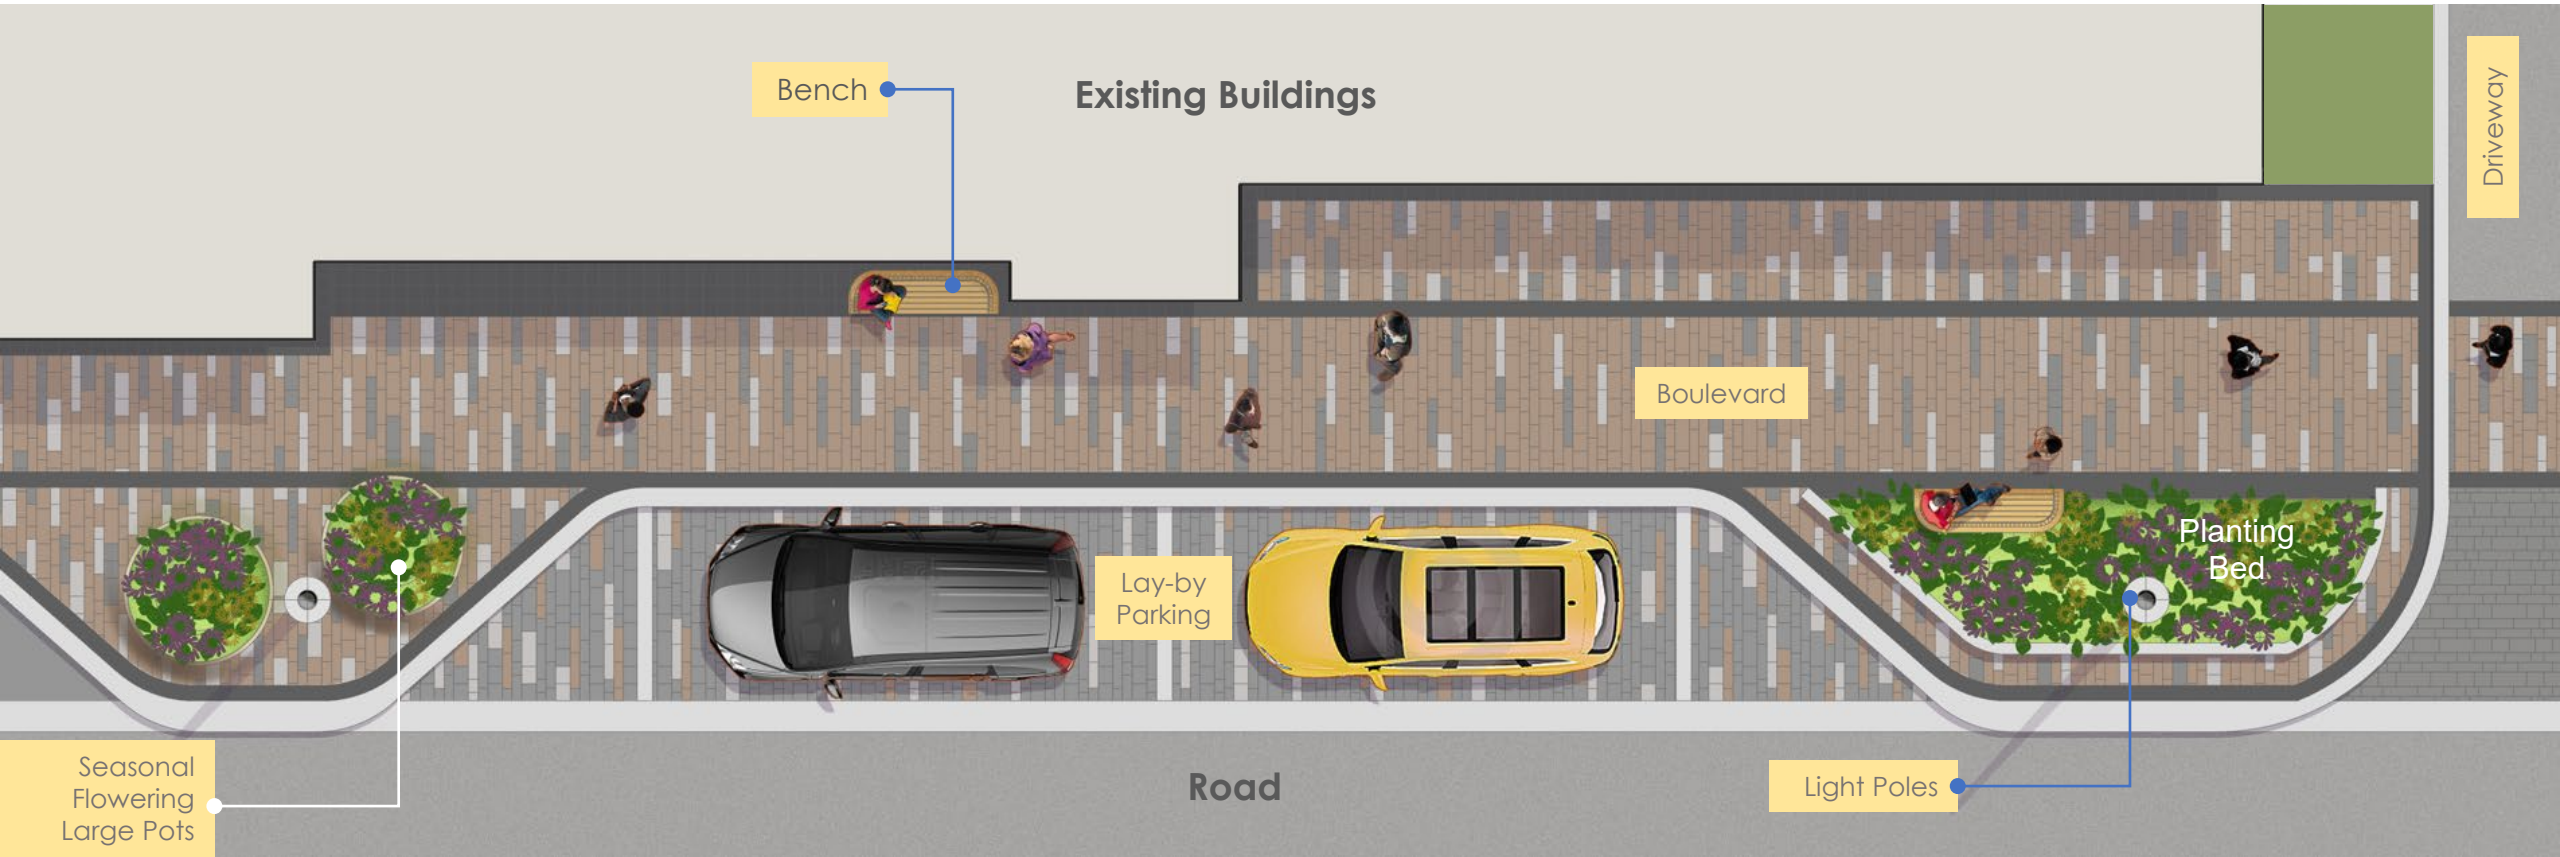 Bench
Existing Buildings
Driveway
Boulevard
Planting
Bed
Lay-by
Parking
Seasonal
Flowering
Large Pots
Road
Light Poles